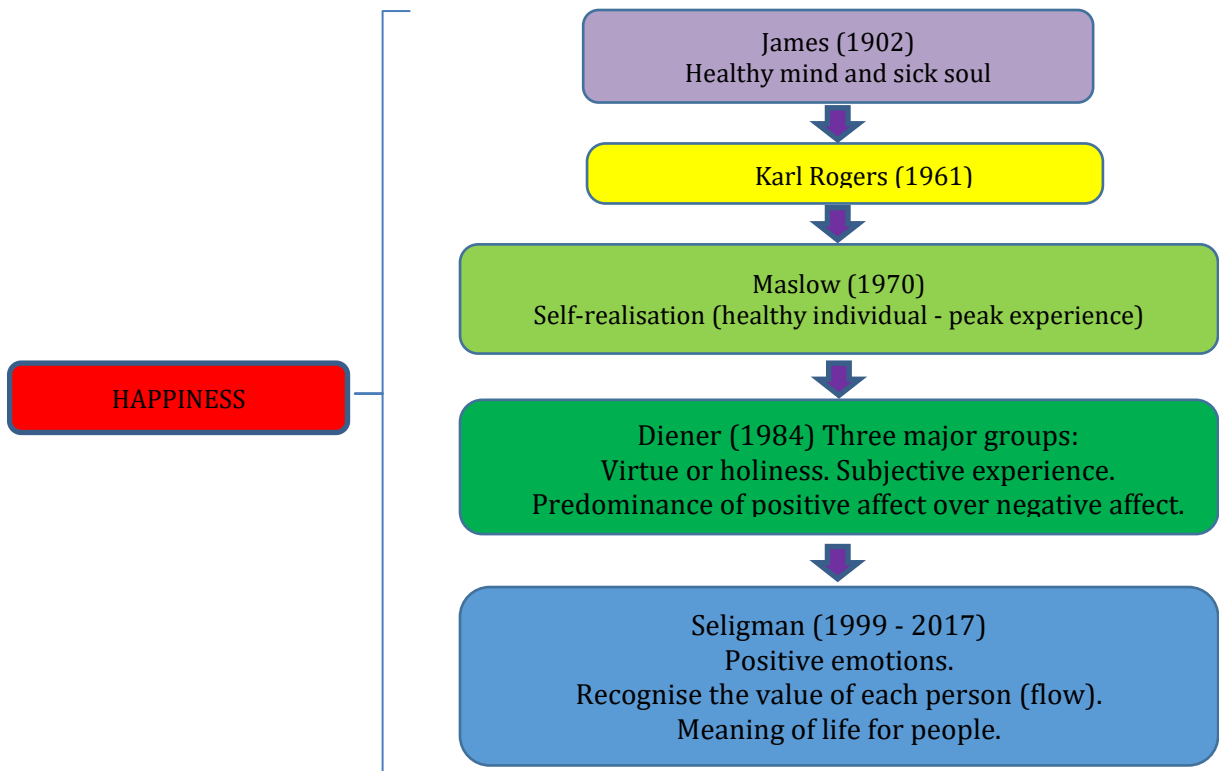 James (1902)
Healthy mind and sick soul
Karl Rogers (1961)
Maslow (1970)
Self-realisation (healthy individual - peak experience)
HAPPINESS
Diener (1984) Three major groups:
Virtue or holiness. Subjective experience.
Predominance of positive affect over negative affect.
Seligman (1999 - 2017)
Positive emotions.
Recognise the value of each person (flow).
Meaning of life for people.